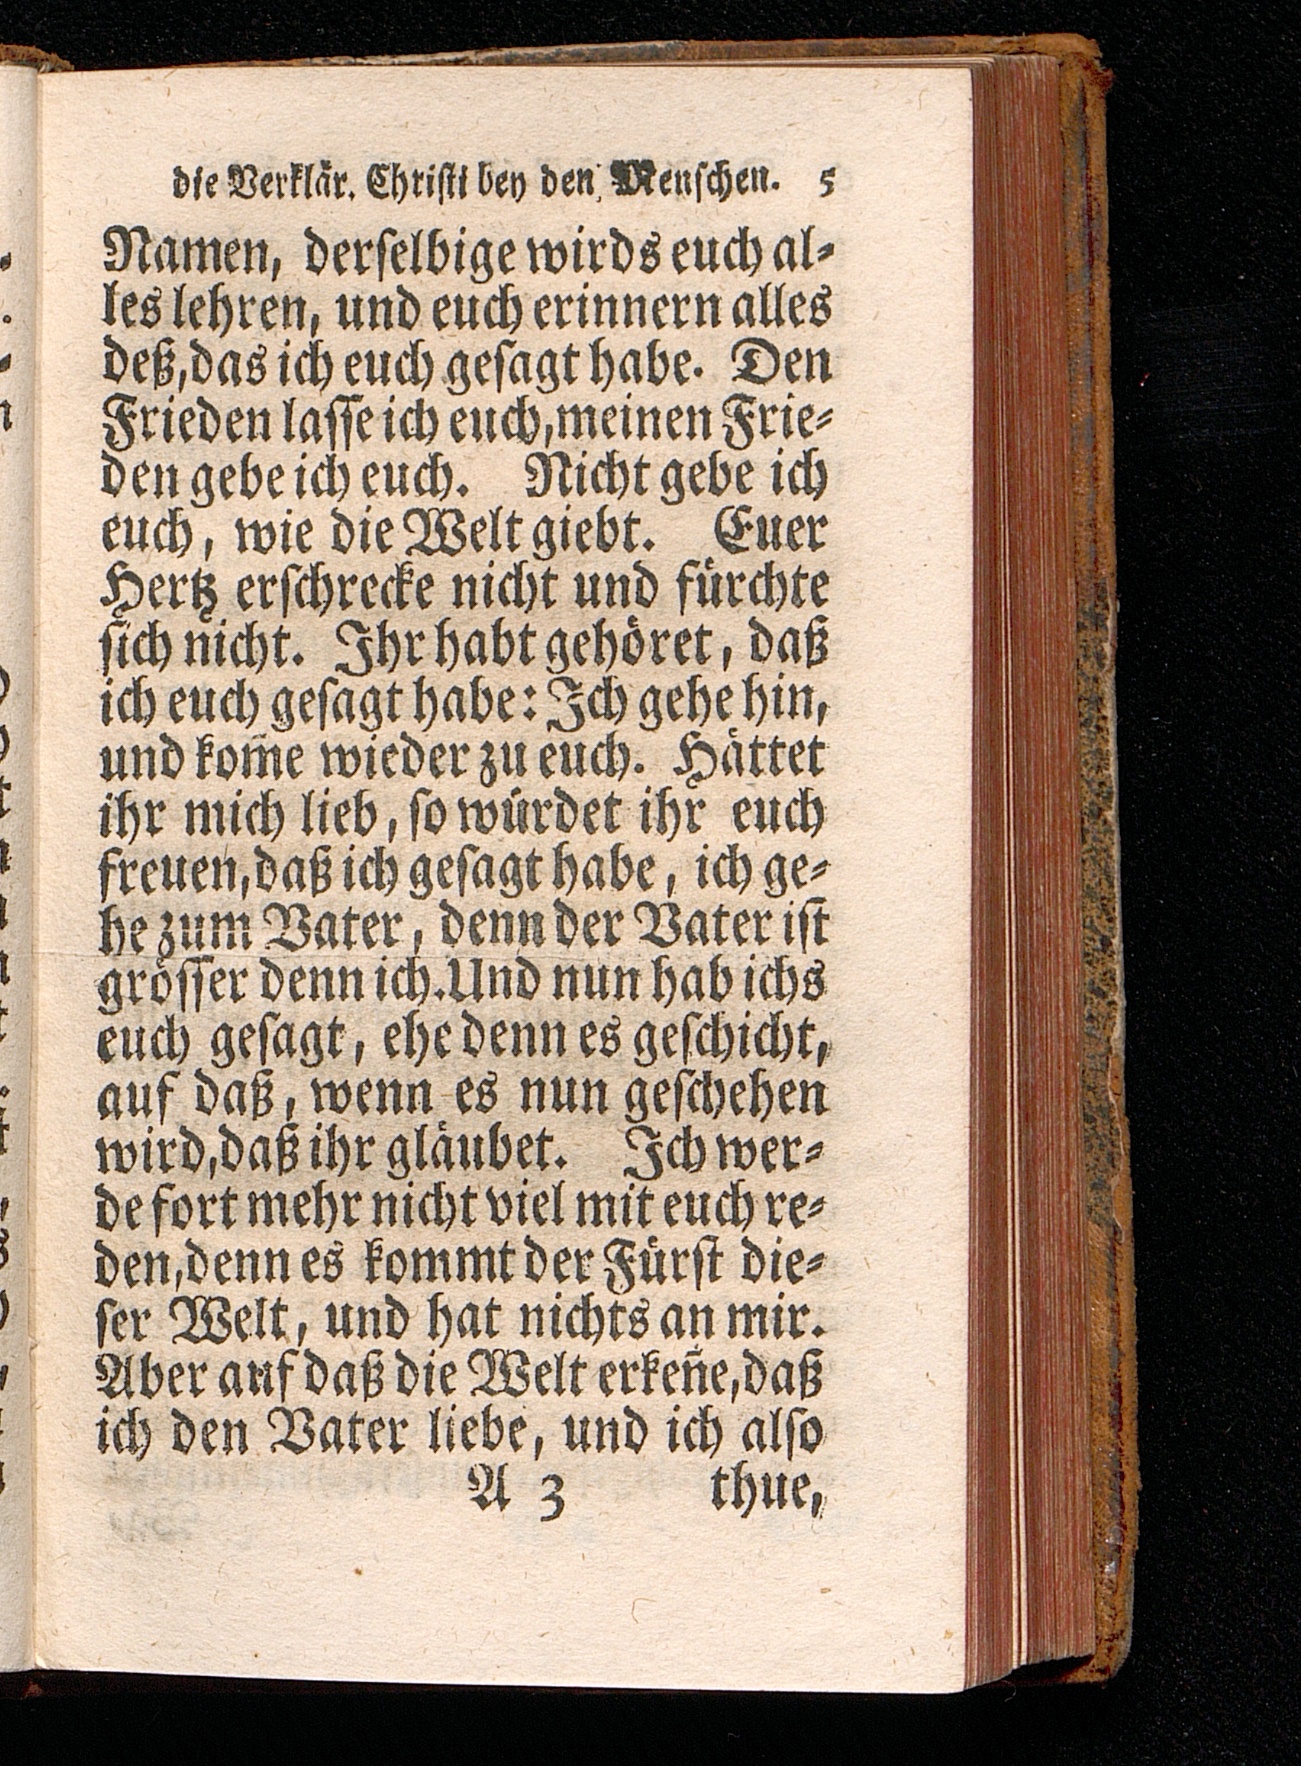 die Verklär. Christi bey den Menschen. 5
Namen, derselbige wirds euch al-
les lehren, und euch erinnern alles
deß, das ich euch gesagt habe. Den
Frieden lasse ich euch, meinen Frie-
den gebe ich euch. Nicht gebe ich
euch, wie die Welt giebt. Euer
Hertz erschrecke nicht und fürchte
sich nicht. Ihr habt gehöret, daß
ich euch gesagt habe: Ich gehe hin,
und kom̃e wieder zu euch. Hättet
ihr mich lieb, so würdet ihr euch
freuen, daß ich gesagt habe, ich ge-
he zum Vater, denn der Vater ist
grösser denn ich. Und nun hab ichs
euch gesagt, ehe denn es geschicht,
auf daß, wenn es nun geschehen
wird, daß ihr gläubet. Ich wer-
de fort mehr nicht viel mit euch re-
den, denn es kommt der Fürst die-
ser Welt, und hat nichts an mir.
Aber auf daß die Welt erkeñe, daß
ich den Vater liebe, und ich also
A 3 thue,